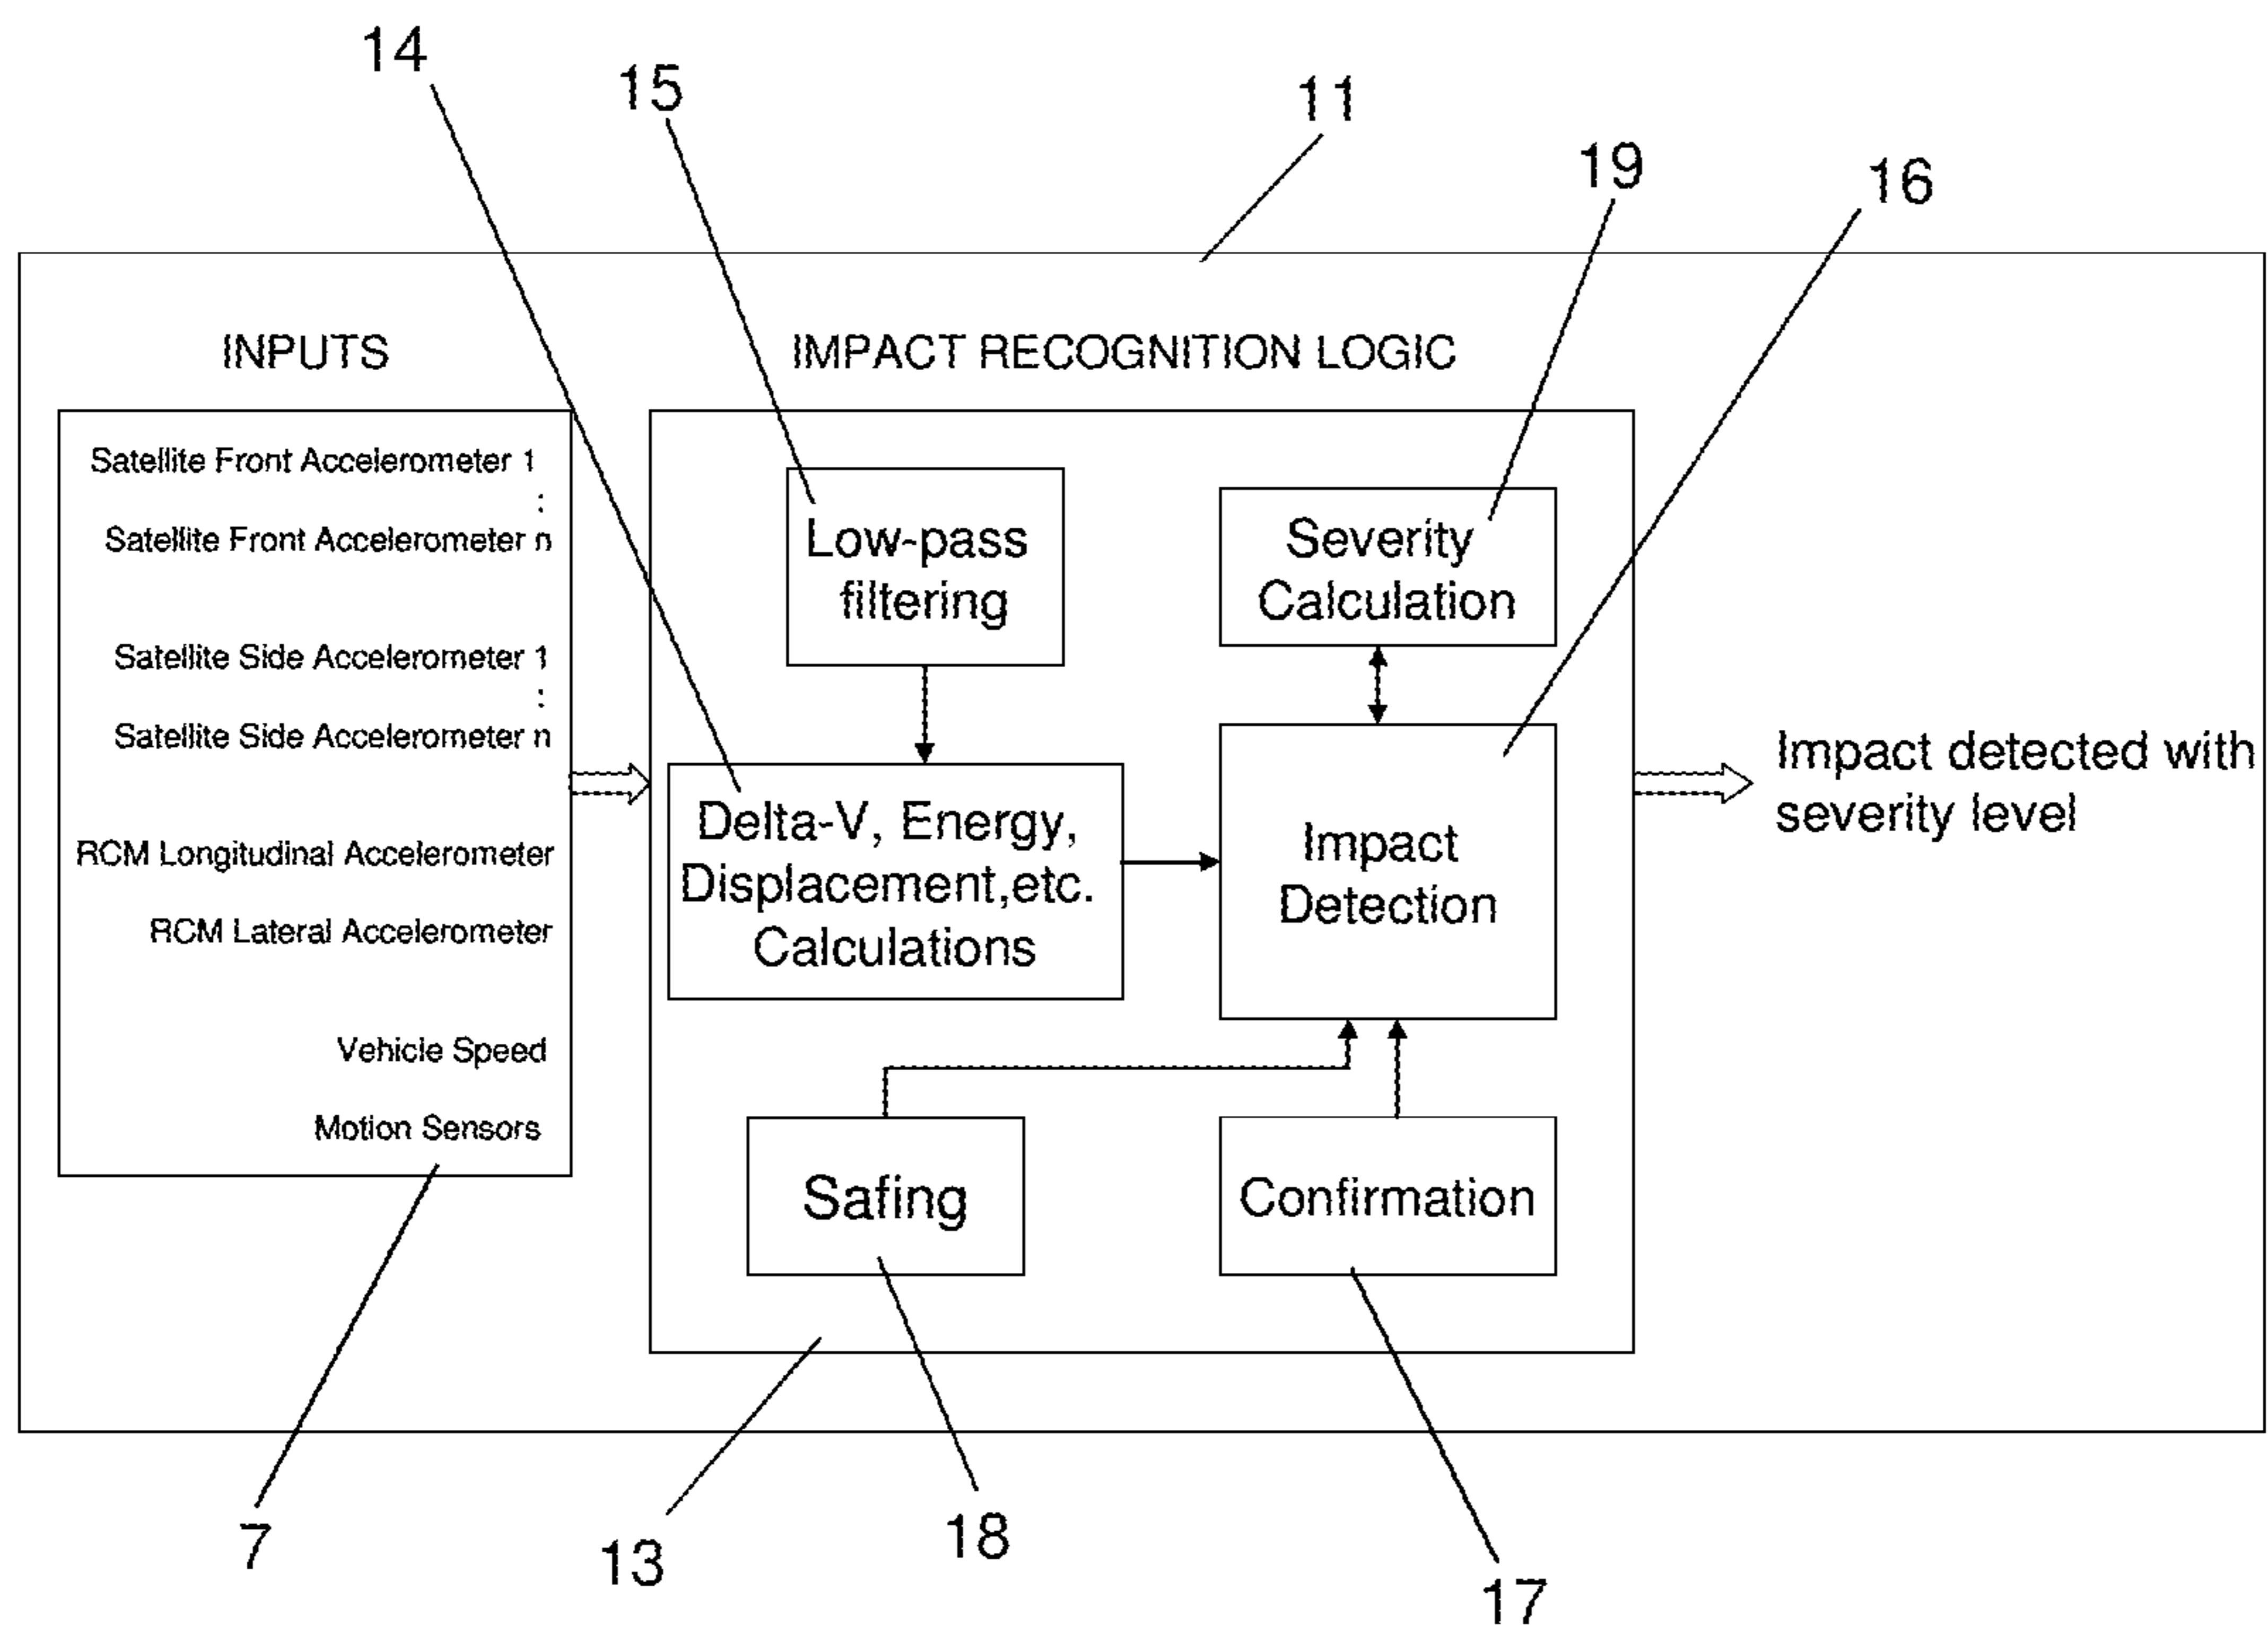 14
15
11
19
16
INPUTS
IMPACT RECOGNITION LOGIC
Satellite Front Accelerometer 1
:
Satellite Front Accelerometer n
Satellite Side Accelerometer 1
:
Satellite Side Accelerometer n
RCM Longitudinal Accelerometer
RCM Lateral Accelerometer
Vehicle Speed
Motion Sensors
Low-pass
filtering
Severity
Calculation
Delta-V, Energy,
Displacement,etc.
Calculations
Impact
Detection
Safing
Confirmation
Impact detected with
severity level
7
13
18
17